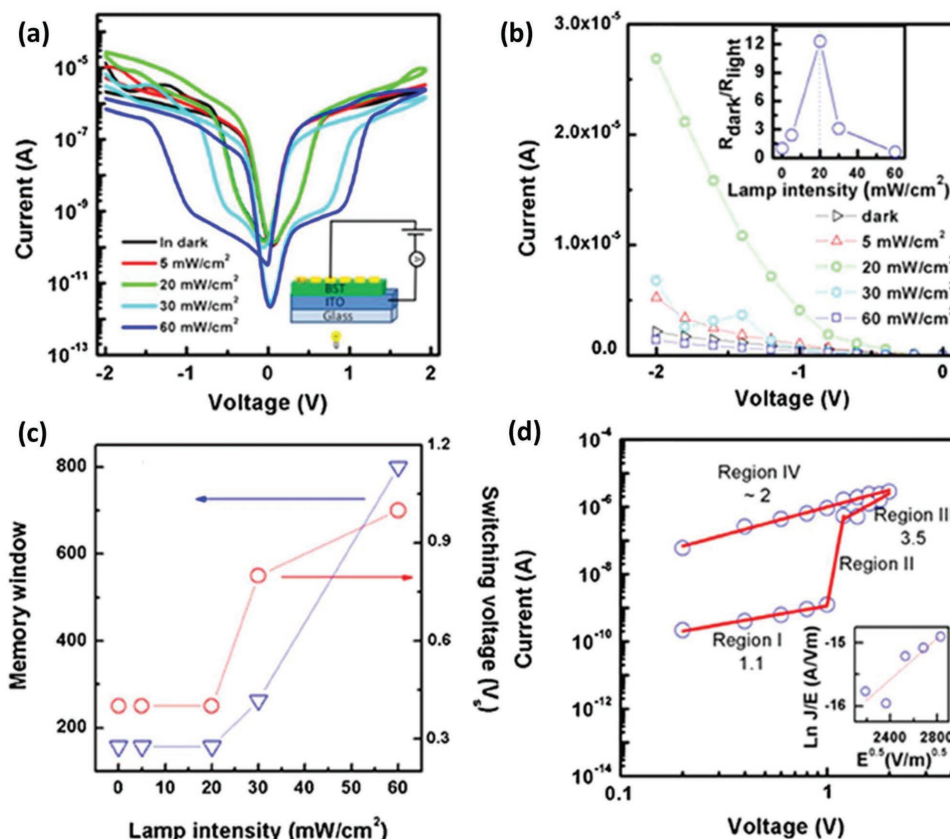 (a)
10^-5
10^-7
10^-9
10^-11
10^-13
Current (A)
In dark
5 mW/cm²
20 mW/cm²
30 mW/cm²
60 mW/cm²
BST
ITO
Glass
A
-2 -1 0 1 2
Voltage (V)
(b)
3.0x10^-5
2.0x10^-5
1.0x10^-5
0.0
Current (A)
12
9
6
3
0
R_dark/R_light
0 20 40 60
Lamp intensity (mW/cm²)
dark
5 mW/cm²
20 mW/cm²
30 mW/cm²
60 mW/cm²
-2 -1 0
Voltage (V)
(c)
800
600
400
200
Memory window
1.2
0.9
0.6
0.3
Switching voltage (V_s)
0 10 20 30 40 50 60
Lamp intensity (mW/cm²)
(d)
10^-4
10^-6
10^-8
10^-10
10^-12
10^-14
Current (A)
Region IV
~ 2
Region III
3.5
Region II
Region I
1.1
-15
-16
Ln J/E (A/Vm)
2400 2800
E^0.5(V/m)^0.5
0.1 1
Voltage (V)